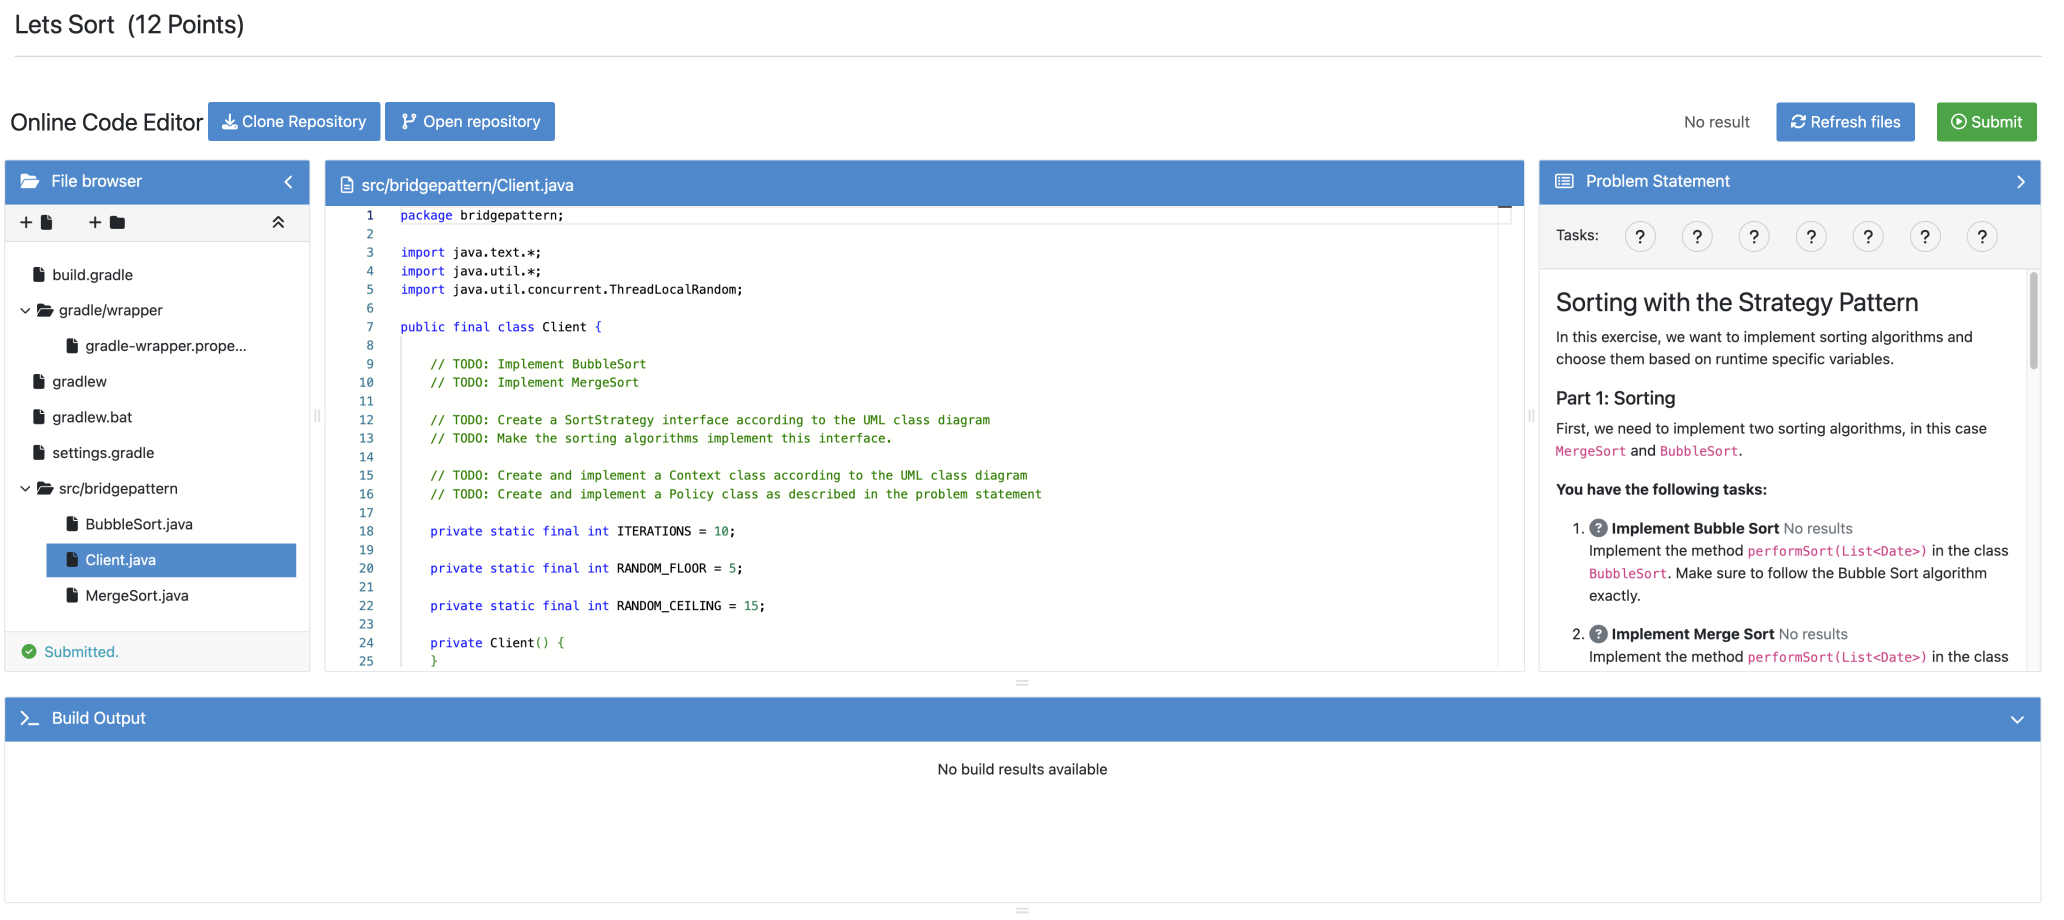 Lets Sort (12 Points)
Online Code Editor
Clone Repository
Open repository
No result
Refresh files
Submit
File browser
build.gradle
gradle/wrapper
gradle-wrapper.prope...
gradlew
gradlew.bat
settings.gradle
src/bridgepattern
BubbleSort.java
Client.java
MergeSort.java
Submitted.
src/bridgepattern/Client.java
1 package bridgepattern;
2
3 import java.text.*;
4 import java.util.*;
5 import java.util.concurrent.ThreadLocalRandom;
6
7 public final class Client {
8
9 // TODO: Implement BubbleSort
10 // TODO: Implement MergeSort
11
12 // TODO: Create a SortStrategy interface according to the UML class diagram
13 // TODO: Make the sorting algorithms implement this interface.
14
15 // TODO: Create and implement a Context class according to the UML class diagram
16 // TODO: Create and implement a Policy class as described in the problem statement
17
18 private static final int ITERATIONS = 10;
19
20 private static final int RANDOM_FLOOR = 5;
21
22 private static final int RANDOM_CEILING = 15;
23
24 private Client() {
25 }
Problem Statement
Tasks: ? ? ? ? ? ? ?
Sorting with the Strategy Pattern
In this exercise, we want to implement sorting algorithms and
choose them based on runtime specific variables.
Part 1: Sorting
First, we need to implement two sorting algorithms, in this case
MergeSort and BubbleSort.
You have the following tasks:
1. ? Implement Bubble Sort No results
Implement the method performSort(List<Date>) in the class
BubbleSort. Make sure to follow the Bubble Sort algorithm
exactly.
2. ? Implement Merge Sort No results
Implement the method performSort(List<Date>) in the class
Build Output
No build results available